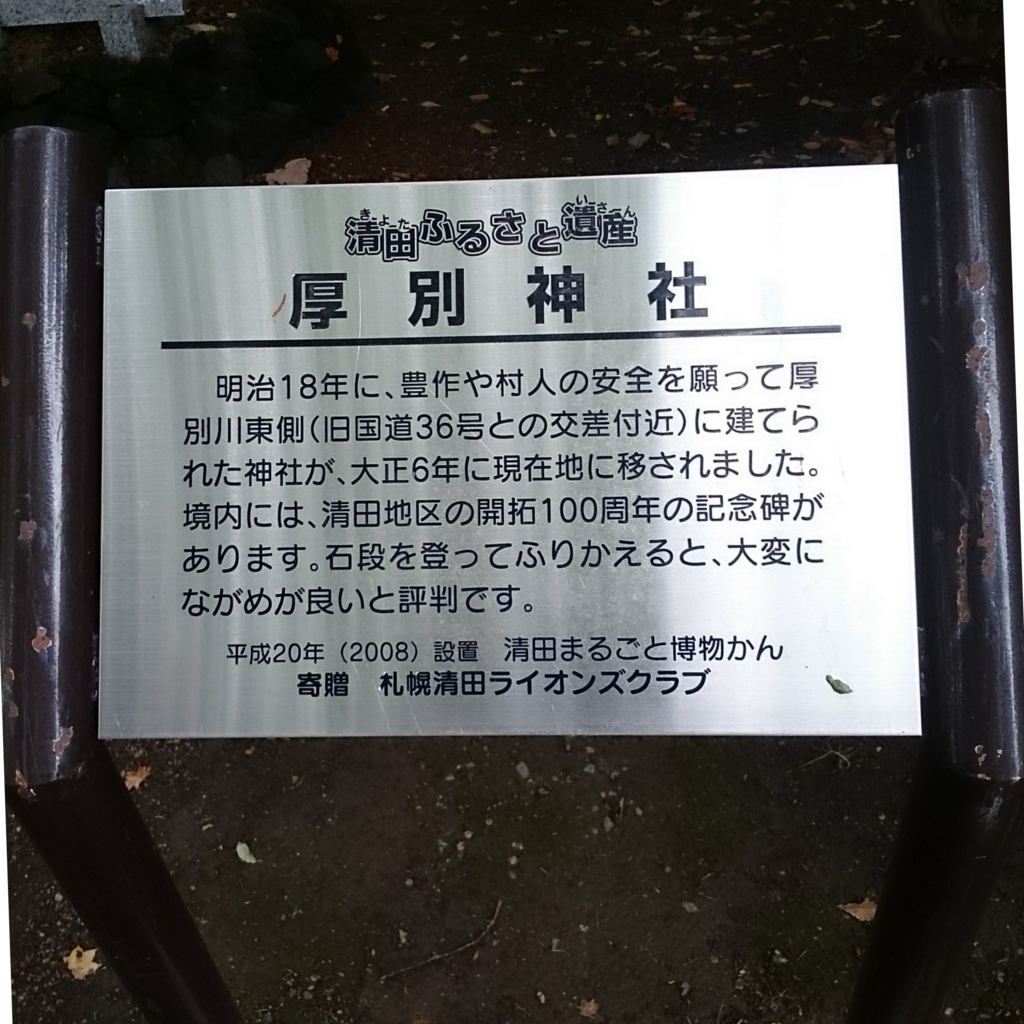 清田ふるさと遺産
厚別神社
明治18年に、豊作や村人の安全を願って厚
別川東側(旧国道36号との交差付近)に建てら
れた神社が、大正6年に現在地に移されました。
境内には、清田地区の開拓100周年の記念碑が
あります。石段を登ってふりかえると、大変に
ながめが良いと評判です。
平成20年(2008)設置 清田まるごと博物かん
寄贈 札幌清田ライオンズクラブ